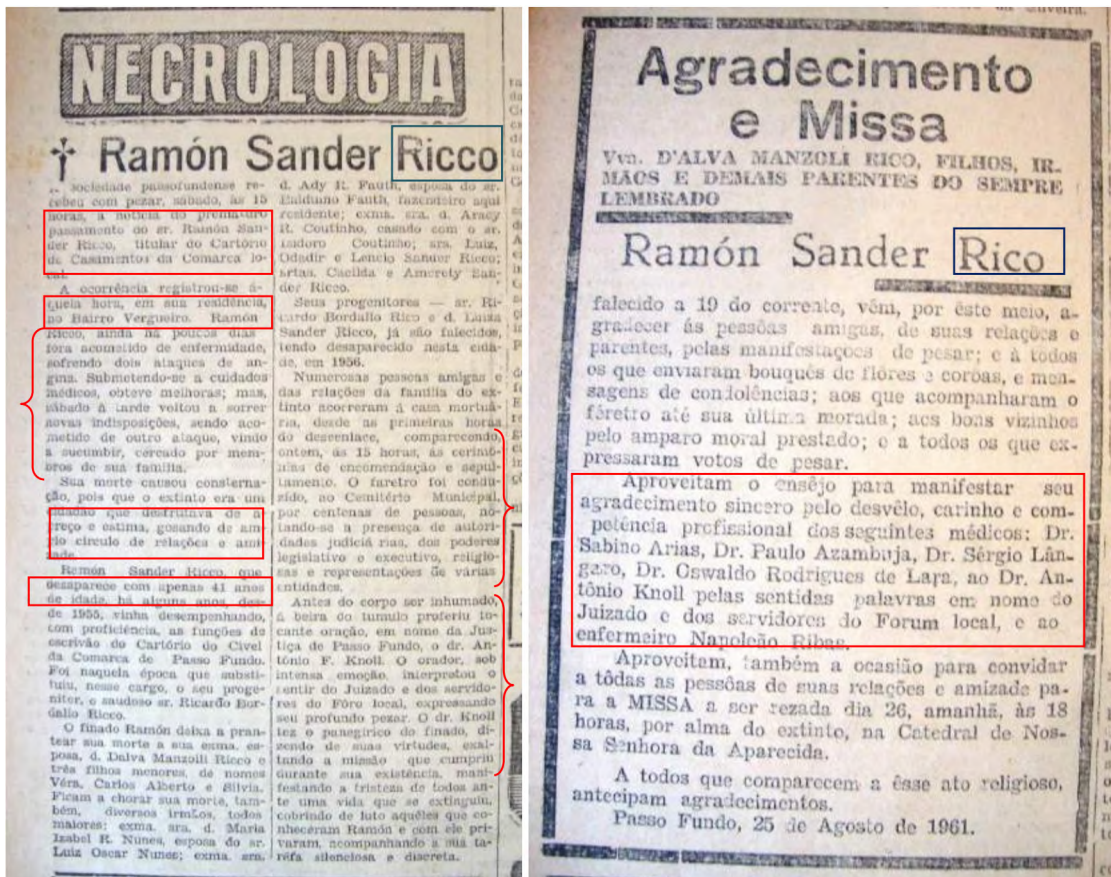 NECROLOGIA
† Ramón Sander Ricco
sociedade passofundense re-
cebeu com pezar, sabado, ás 15
horas, a noticia do prematuro
passamento do sr. Ramón San-
der Ricco, titular do Cartório
de Casamentos da Comarca lo-
cal.
A ocorrência registrou-se á-
quela hora, em sua residência,
no Bairro Vergueiro. Ramón
Ricco, ainda há poucos dias
fora acometido de enfermidade,
sofrendo dois ataques de an-
gina. Submetendo-se a cuidados
médicos, obteve melhoras; mas,
sábado á tarde voltou a sofrer
novas indisposições, sendo aco-
metido de outro ataque, vindo
a sucumbir, cercado por mem-
bros de sua família.
Sua morte causou consterna-
ção, pois que o extinto era um
cidadão que desfrutava de a-
preço e estima, gosando de am-
plo circulo de relações e ami-
zade.
Ramón Sander Ricco, que
desaparece com apenas 41 anos
de idade, há alguns anos, des-
de 1955, vinha desempenhando,
com proficiência, as funções de
escrivão do Cartório do Civel
da Comarca de Passo Fundo.
Foi naquela época que substi-
tuiu, nesse cargo, o seu proge-
nitor, o saudoso sr. Ricardo Bor-
dallo Ricco.
O finado Ramón deixa a pran-
tear sua morte a sua exma. es-
posa, d. Dalva Manzolli Ricco e
três filhos menores, de nomes
Véra, Carlos Alberto e Silvia.
Ficam a chorar sua morte, tam-
bém, diversos irmãos, todos
maiores: exma. sra. d. Maria
Izabel R. Nunes, esposa do sr.
Luiz Oscar Nunes; exma. sra.
d. Ady R. Fauth, esposa do sr.
Balduino Fauth, fazendeiro aqui
residente; exma. sra. d. Aracy
R. Coutinho, casado com o sr.
Isidoro Coutinho; srs. Luiz,
Odadir e Lencio Sander Ricco;
srtas. Cacilda e Amerety San-
der Ricco.
Seus progenitores — sr. Ri-
cardo Bordallo Rico e d. Luiza
Sander Ricco, já são falecidos,
tendo desaparecido nesta cida-
de, em 1956.
Numerosas pessoas amigas e
das relações da família do ex-
tinto acorreram á casa mortuá-
ria, desde as primeiras horas
do desenlace, comparecendo
ontem, ás 15 horas, ás cerimô-
nias de encomendação e sepul-
tamento. O faretro foi condu-
zido, ao Cemitério Municipal,
por centenas de pessoas, nô-
tando-se a presença de autori-
dades judiciá rias, dos poderes
legislativo e executivo, religio-
sas e representações de várias
entidades.
Antes do corpo ser inhumado,
á beira do tumulo proferiu to-
cante oração, em nome da Jus-
tiça de Passo Fundo, o dr. An-
tônio F. Knoll. O orador, sob
intensa emoção, interpretou o
sentir do Juizado e dos servido-
res do Fôro local, expressando
seu profundo pezar. O dr. Knoll
fez o panegirico do finado, di-
zendo de suas virtudes, exal-
tando a missão que cumpriu
durante sua existência, mani-
festando a tristeza de todos an-
te uma vida que se extinguiu,
cobrindo de luto aquêles que co-
nheceram Ramón e com ele pri-
varam, acompanhando a sua ta-
réfa silenciosa e discreta.
Agradecimento
e Missa
Vva. D'ALVA MANZOLI RICO, FILHOS, IR-
MÃOS E DEMAIS PARENTES DO SEMPRE
LEMBRADO
Ramón Sander Rico
falecido a 19 do corrente, vêm, por êste meio, a-
gradecer ás pessôas amigas, de suas relações e
parentes, pelas manifestações de pesar; e à todos
os que enviaram bouquês de flôres e coroas, e men-
sagens de condolências; aos que acompanharam o
féretro até sua última morada; aos bons vizinhos
pelo amparo moral prestado; e a todos os que ex-
pressaram votos de pesar.
Aproveitam o ensêjo para manifestar seu
agradecimento sincero pelo desvêlo, carinho e com-
petência profissional dos seguintes médicos: Dr.
Sabino Arias, Dr. Paulo Azambuja, Dr. Sérgio Lân-
garo, Dr. Oswaldo Rodrigues de Lara, ao Dr. An-
tônio Knoll pelas sentidas palavras em nome do
Juizado e dos servidores do Forum local, e ao
enfermeiro Napoleão Ribas.
Aproveitam, também a ocasião para convidar
a tôdas as pessôas de suas relações e amizade pa-
ra a MISSA a ser rezada dia 26, amanhã, às 18
horas, por alma do extinto, na Catedral de Nos-
sa Senhora da Aparecida.
A todos que comparecem a êsse ato religioso,
antecipam agradecimentos.
Passo Fundo, 25 de Agosto de 1961.